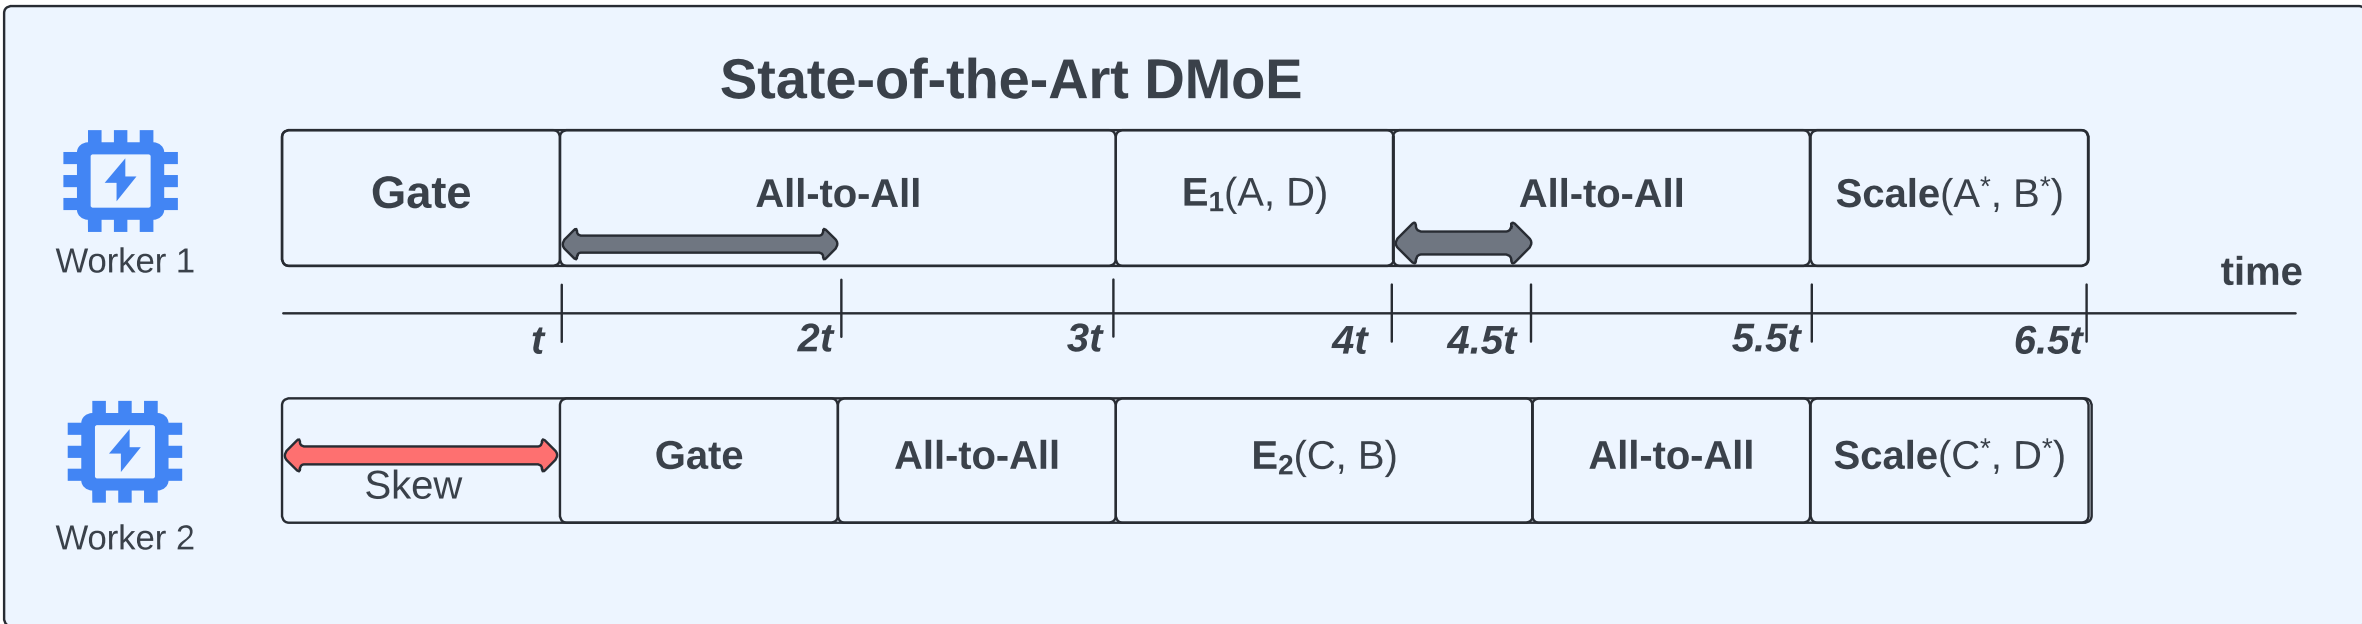 State-of-the-Art DMoE
Worker 1
Gate
All-to-All
E₁(A, D)
All-to-All
Scale(A*, B*)
time
t
2t
3t
4t
4.5t
5.5t
6.5t
Worker 2
Skew
Gate
All-to-All
E₂(C, B)
All-to-All
Scale(C*, D*)